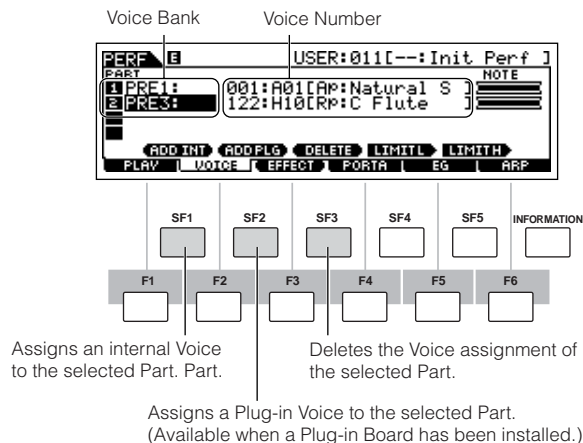 Voice Bank
Voice Number
PERF E USER:011[--:Init Perf ]
PART NOTE
1 PRE1: 001:A01[AP:Natural S ]
2 PRE3: 122:H10[RP:C Flute ]
ADD INT ADD PLG DELETE LIMITL LIMITH
PLAY VOICE EFFECT PORTA EG ARP
SF1 SF2 SF3 SF4 SF5 INFORMATION
F1 F2 F3 F4 F5 F6
Assigns an internal Voice
to the selected Part. Part.
Deletes the Voice assignment of
the selected Part.
Assigns a Plug-in Voice to the selected Part.
(Available when a Plug-in Board has been installed.)